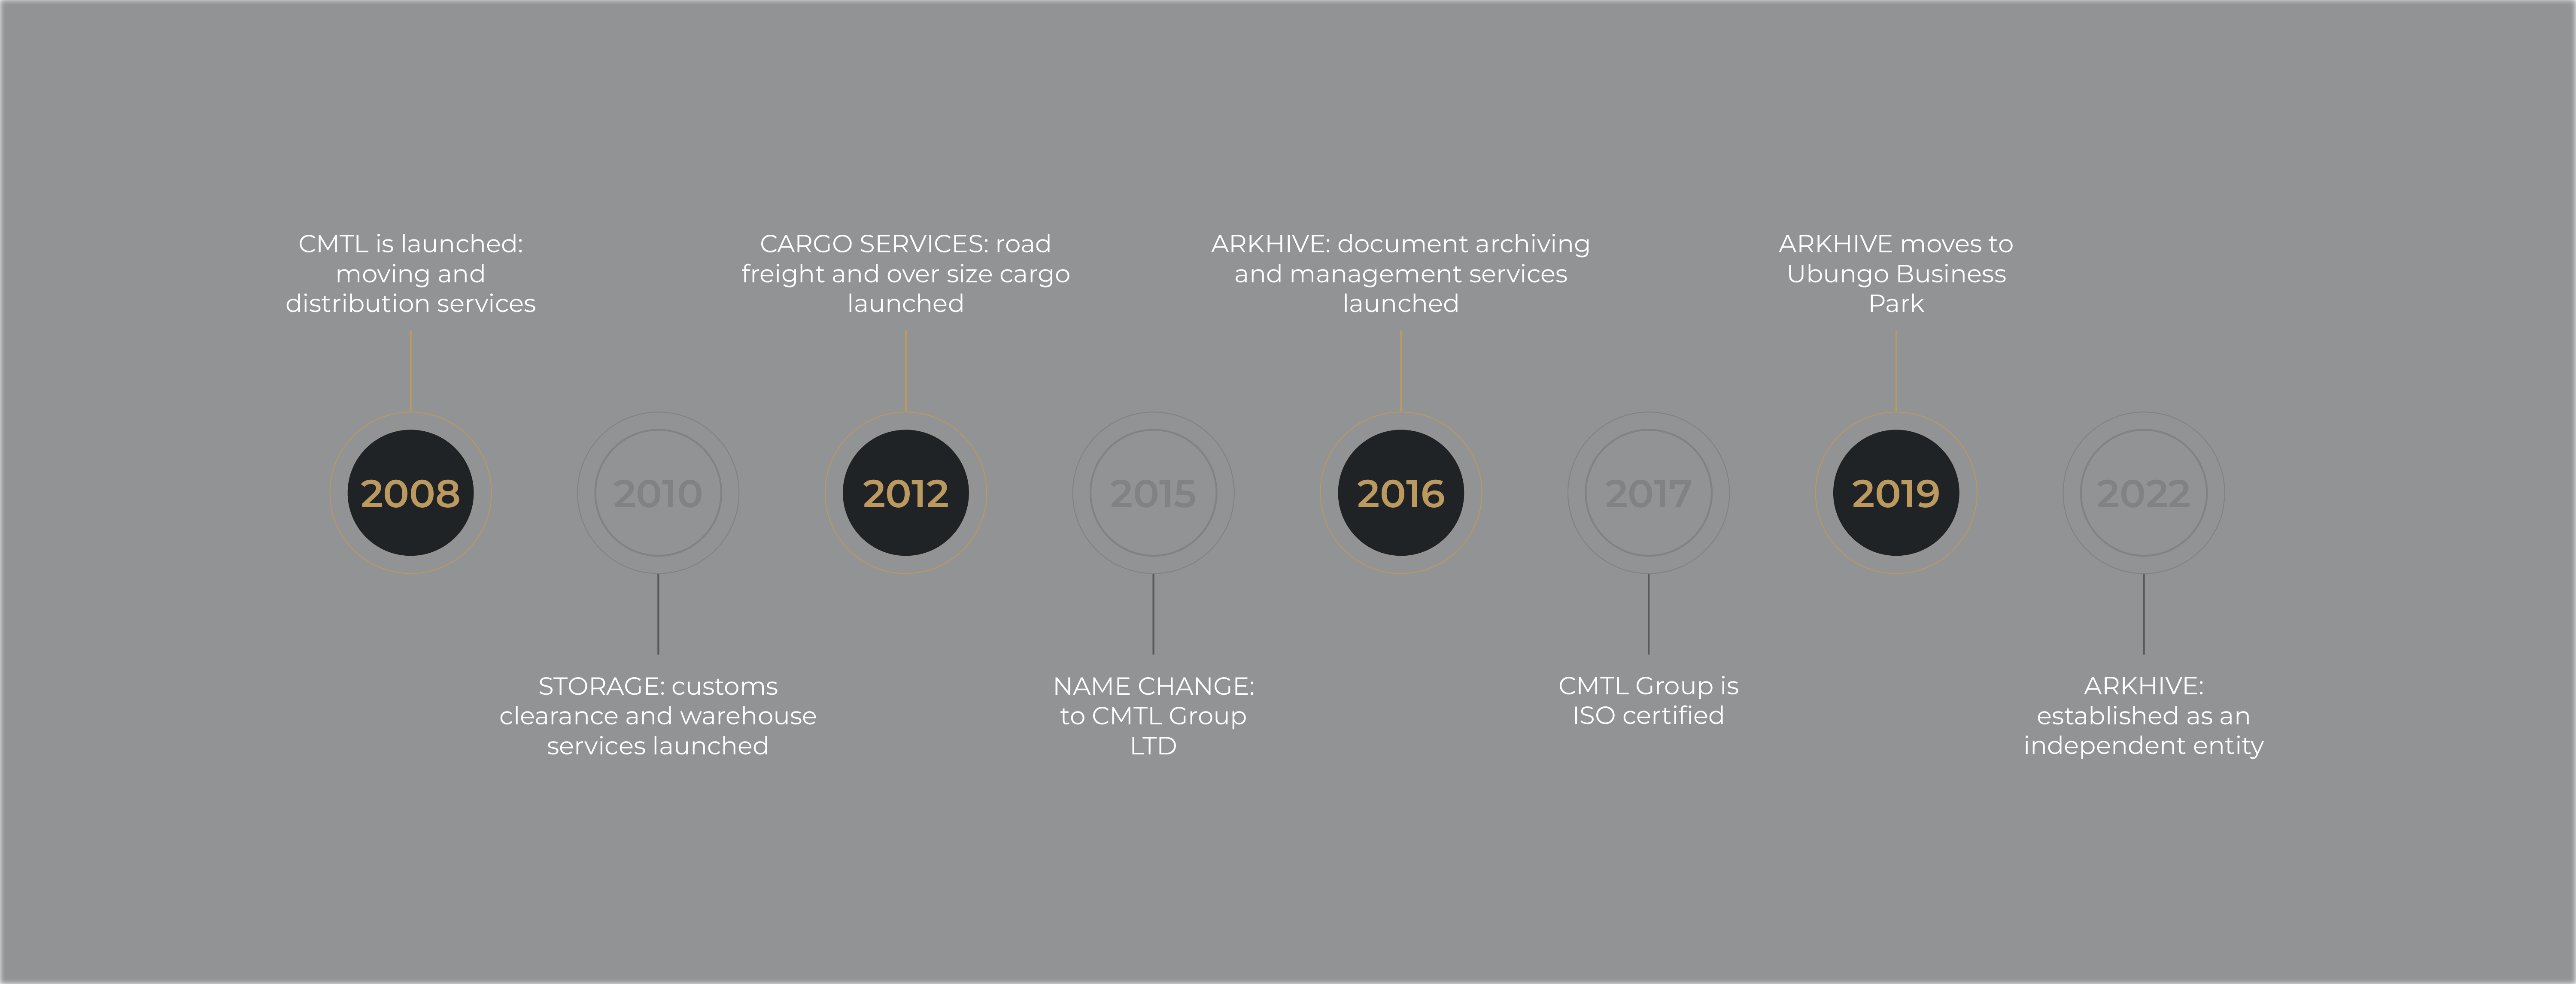 CMTL is launched:
moving and
distribution services
2008
2010
STORAGE: customs
clearance and warehouse
services launched
CARGO SERVICES: road
freight and over size cargo
launched
2012
2015
NAME CHANGE:
to CMTL Group
LTD
ARKHIVE: document archiving
and management services
launched
2016
2017
CMTL Group is
ISO certified
ARKHIVE moves to
Ubungo Business
Park
2019
2022
ARKHIVE:
established as an
independent entity